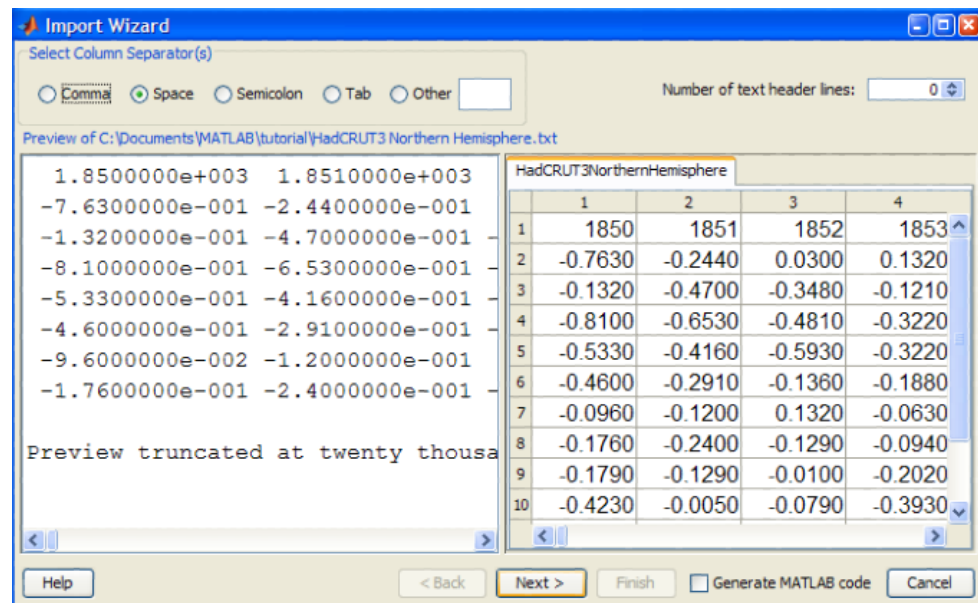 Import Wizard
Select Column Separator(s)
Comma Space Semicolon Tab Other
Number of text header lines: 0
Preview of C:\Documents\MATLAB\tutorial\HadCRUT3 Northern Hemisphere.txt
1.8500000e+003 1.8510000e+003
-7.6300000e-001 -2.4400000e-001
-1.3200000e-001 -4.7000000e-001 -
-8.1000000e-001 -6.5300000e-001 -
-5.3300000e-001 -4.1600000e-001 -
-4.6000000e-001 -2.9100000e-001 -
-9.6000000e-002 -1.2000000e-001
-1.7600000e-001 -2.4000000e-001 -
Preview truncated at twenty thousa
HadCRUT3NorthernHemisphere
1 2 3 4
1 1850 1851 1852 1853
2 -0.7630 -0.2440 0.0300 0.1320
3 -0.1320 -0.4700 -0.3480 -0.1210
4 -0.8100 -0.6530 -0.4810 -0.3220
5 -0.5330 -0.4160 -0.5930 -0.3220
6 -0.4600 -0.2910 -0.1360 -0.1880
7 -0.0960 -0.1200 0.1320 -0.0630
8 -0.1760 -0.2400 -0.1290 -0.0940
9 -0.1790 -0.1290 -0.0100 -0.2020
10 -0.4230 -0.0050 -0.0790 -0.3930
Help < Back Next > Finish Generate MATLAB code Cancel